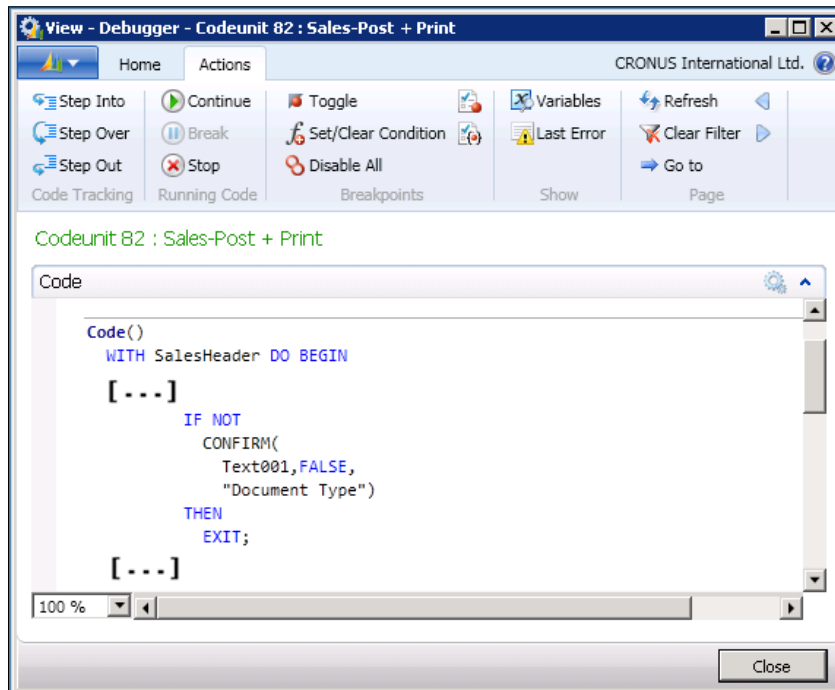 View - Debugger - Codeunit 82 : Sales-Post + Print
Home Actions CRONUS International Ltd.
Step Into Continue Toggle Variables Refresh
Step Over Break Set/Clear Condition Last Error Clear Filter
Step Out Stop Disable All Go to
Code Tracking Running Code Breakpoints Show Page
Codeunit 82 : Sales-Post + Print
Code
Code()
WITH SalesHeader DO BEGIN
[...]
IF NOT
CONFIRM(
Text001,FALSE,
"Document Type")
THEN
EXIT;
[...]
100 %
Close